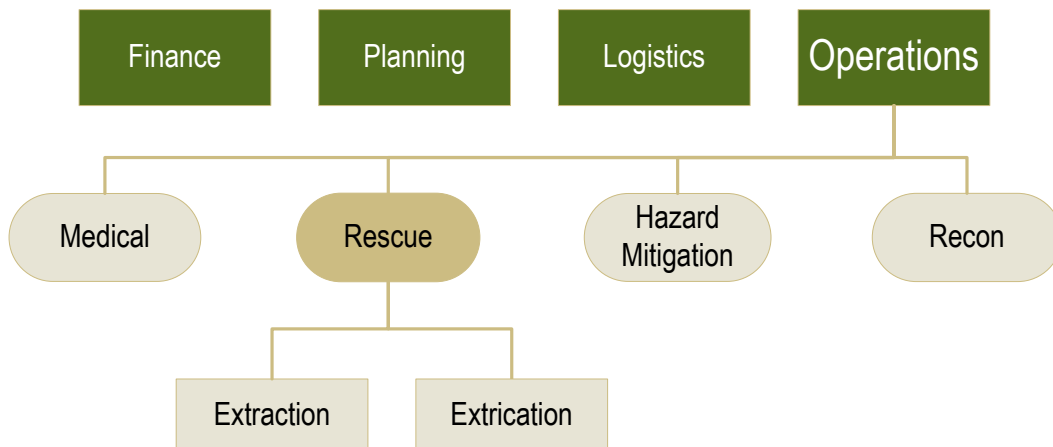 Finance
Planning
Logistics
Operations
Medical
Rescue
Hazard
Mitigation
Recon
Extraction
Extrication